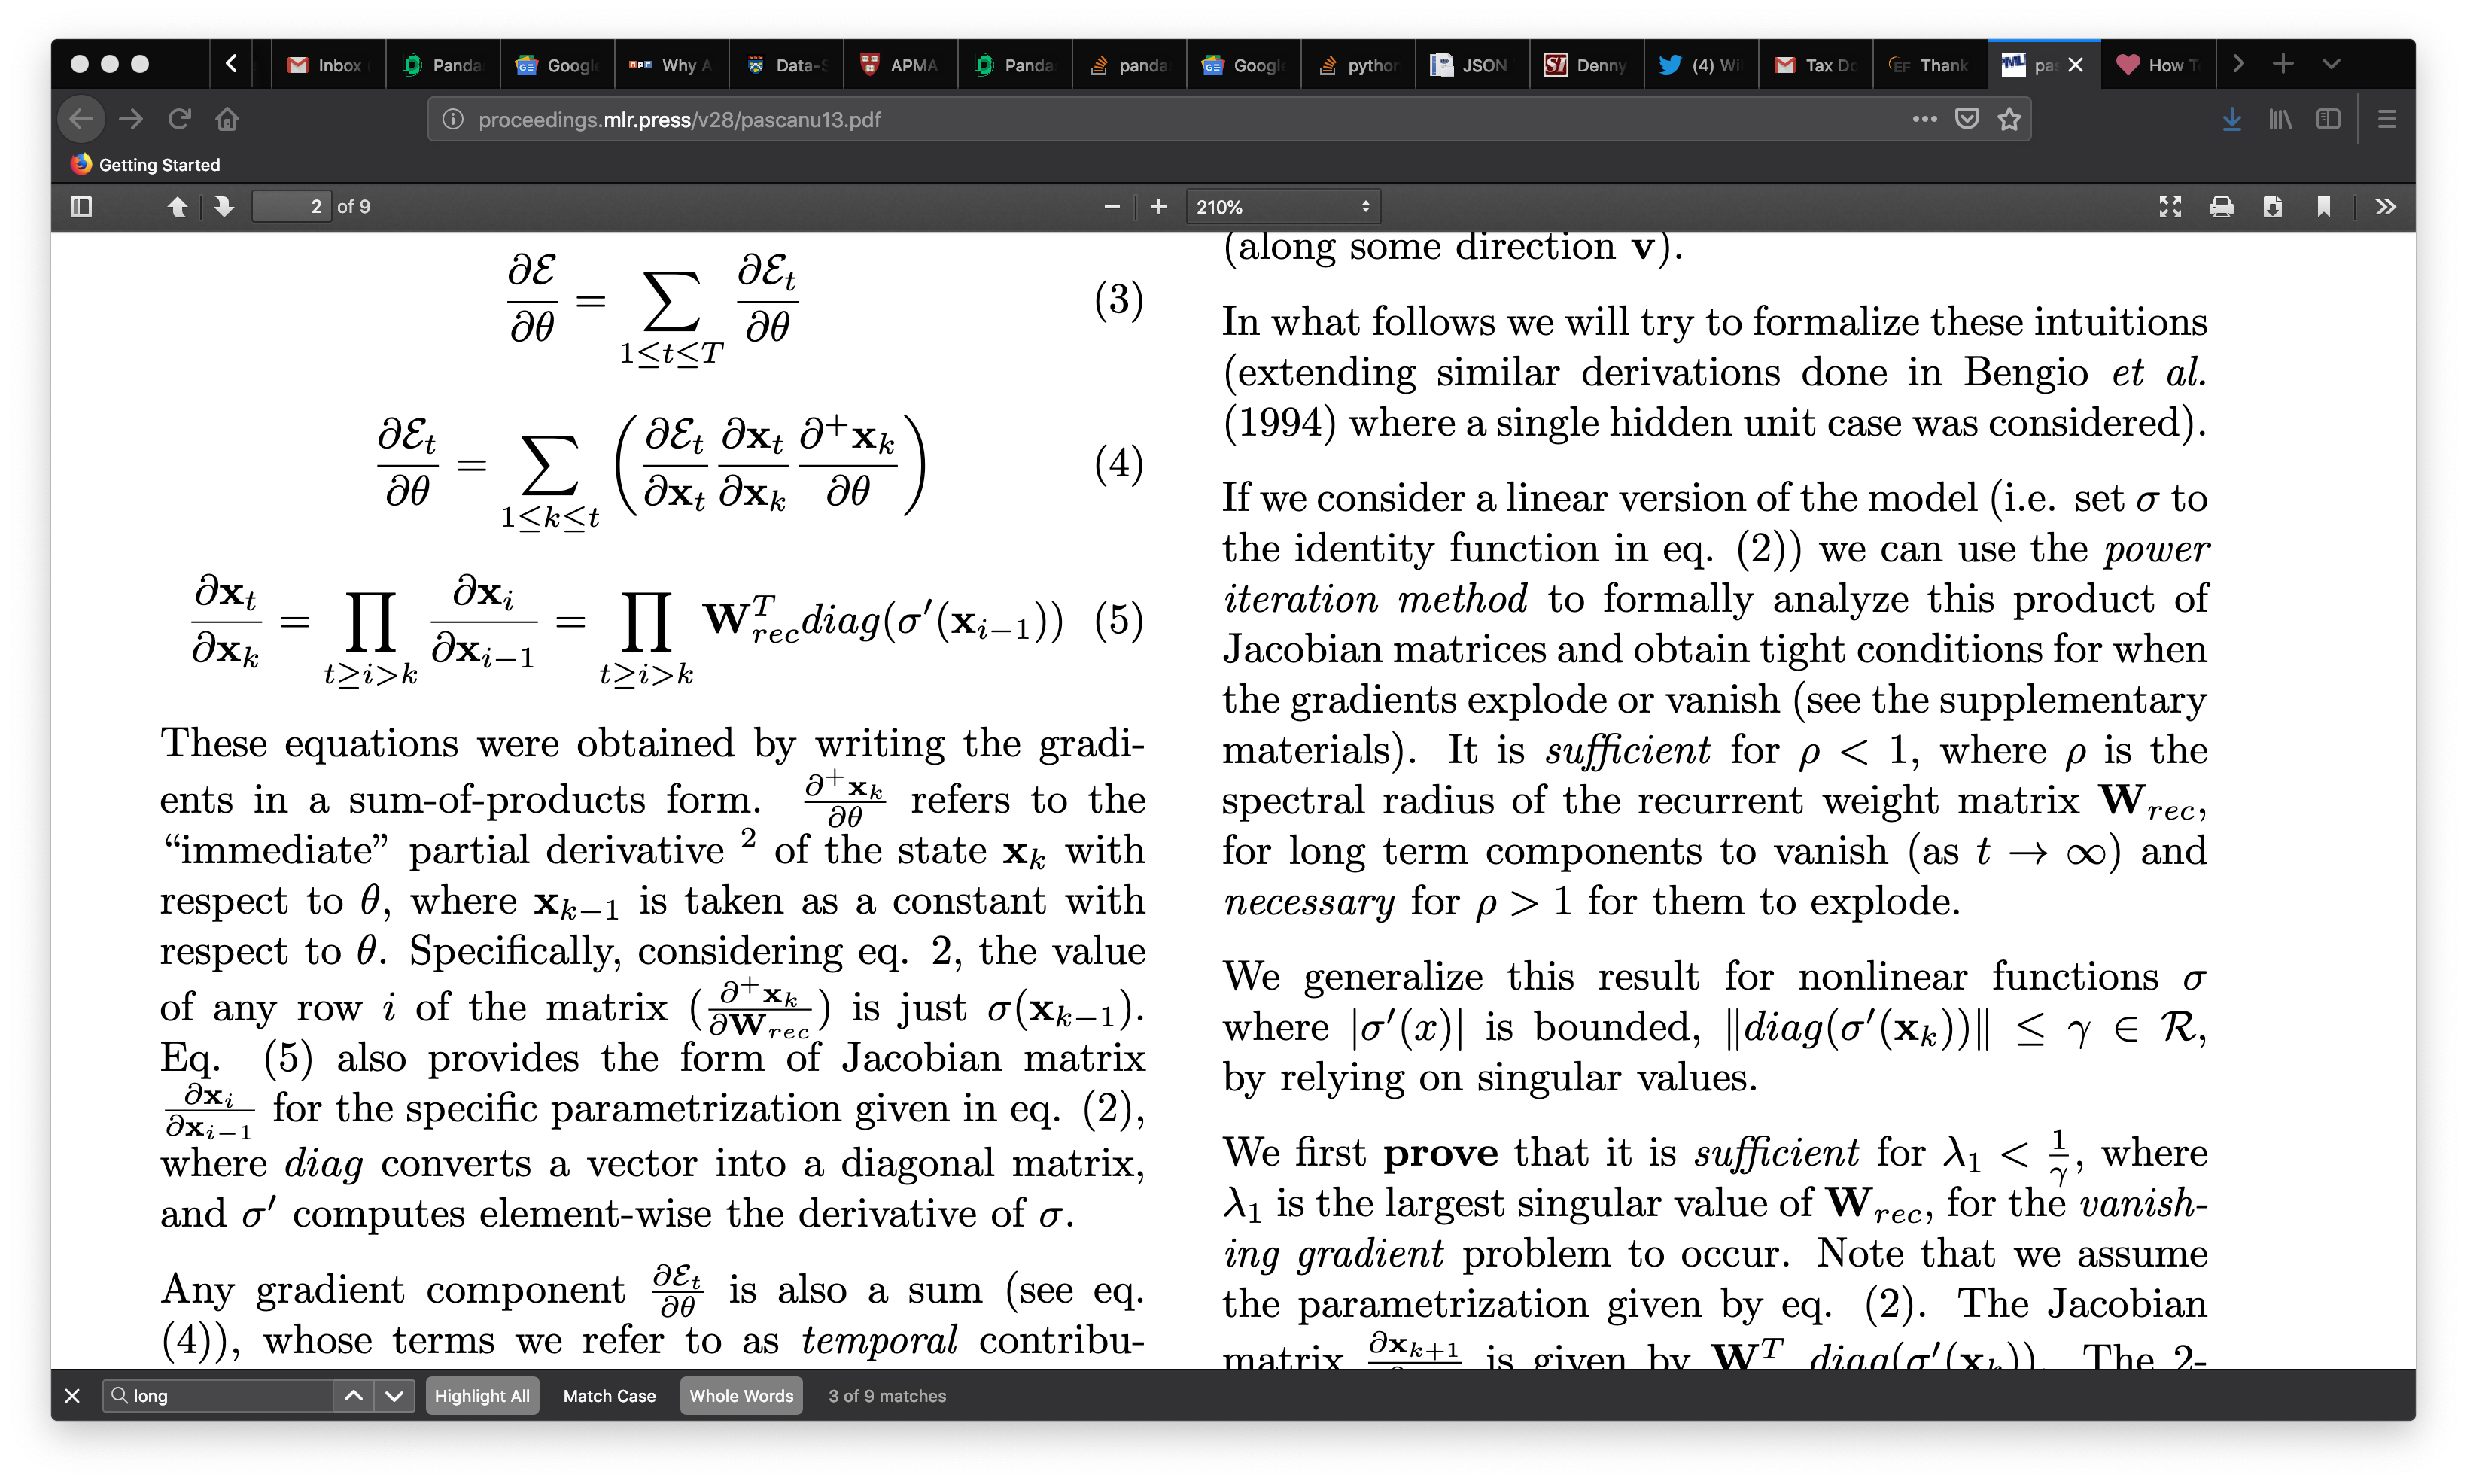 Inbox
Panda
Googl
Why A
Data-S
APMA
Panda
panda
Googl
python
JSON
Denny
(4) Wi
Tax Do
Thank
pa
How T
proceedings.mlr.press/v28/pascanu13.pdf
Getting Started
2 of 9
210%
∂ℰ/∂θ = ∑_{1≤t≤T} ∂ℰ_t/∂θ (3)
∂ℰ_t/∂θ = ∑_{1≤k≤t} (∂ℰ_t/∂x_t ∂x_t/∂x_k ∂⁺x_k/∂θ) (4)
∂x_t/∂x_k = ∏_{t≥i>k} ∂x_i/∂x_{i−1} = ∏_{t≥i>k} W_{rec}^T diag(σ′(x_{i−1})) (5)
These equations were obtained by writing the gradi-
ents in a sum-of-products form. ∂⁺x_k/∂θ refers to the
“immediate” partial derivative ² of the state x_k with
respect to θ, where x_{k−1} is taken as a constant with
respect to θ. Specifically, considering eq. 2, the value
of any row i of the matrix (∂⁺x_k/∂W_{rec}) is just σ(x_{k−1}).
Eq. (5) also provides the form of Jacobian matrix
∂x_i/∂x_{i−1} for the specific parametrization given in eq. (2),
where diag converts a vector into a diagonal matrix,
and σ′ computes element-wise the derivative of σ.
Any gradient component ∂ℰ_t/∂θ is also a sum (see eq.
(4)), whose terms we refer to as temporal contribu-
(along some direction v).
In what follows we will try to formalize these intuitions
(extending similar derivations done in Bengio et al.
(1994) where a single hidden unit case was considered).
If we consider a linear version of the model (i.e. set σ to
the identity function in eq. (2)) we can use the power
iteration method to formally analyze this product of
Jacobian matrices and obtain tight conditions for when
the gradients explode or vanish (see the supplementary
materials). It is sufficient for ρ < 1, where ρ is the
spectral radius of the recurrent weight matrix W_{rec},
for long term components to vanish (as t → ∞) and
necessary for ρ > 1 for them to explode.
We generalize this result for nonlinear functions σ
where |σ′(x)| is bounded, ‖diag(σ′(x_k))‖ ≤ γ ∈ ℛ,
by relying on singular values.
We first prove that it is sufficient for λ₁ < 1/γ, where
λ₁ is the largest singular value of W_{rec}, for the vanish-
ing gradient problem to occur. Note that we assume
the parametrization given by eq. (2). The Jacobian
matrix ∂x_{k+1} is given by W^T diag(σ′(x_k)). The 2-
long
Highlight All
Match Case
Whole Words
3 of 9 matches